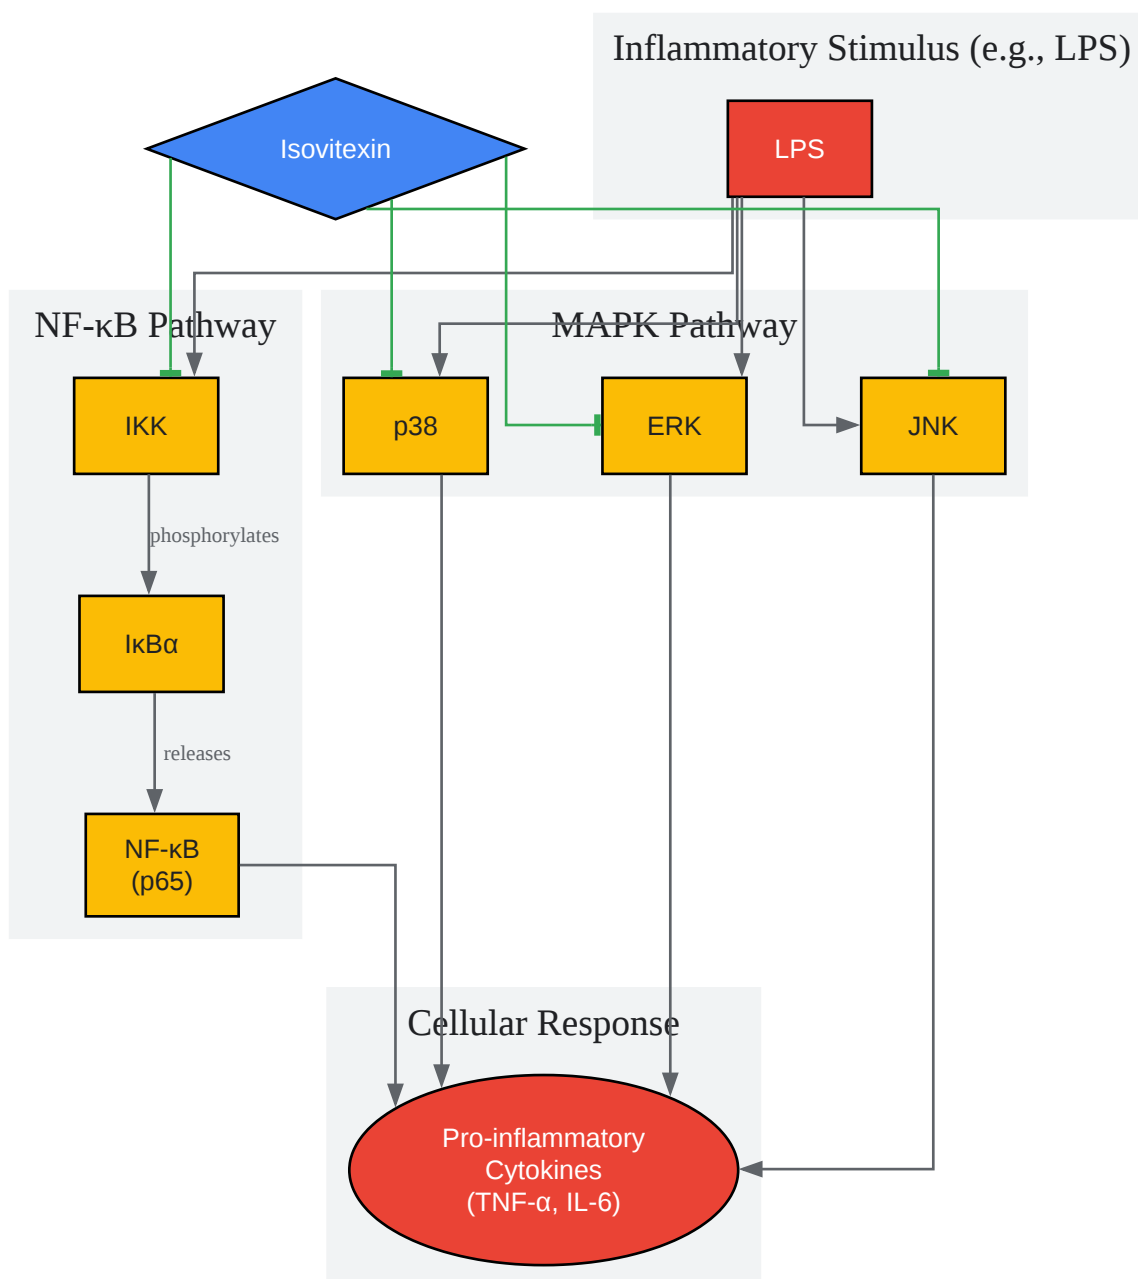 Inflammatory Stimulus (e.g., LPS)
Isovitexin
LPS
NF-κB Pathway
MAPK Pathway
IKK
p38
ERK
JNK
phosphorylates
IκBα
releases
NF-κB
(p65)
Cellular Response
Pro-inflammatory
Cytokines
(TNF-α, IL-6)